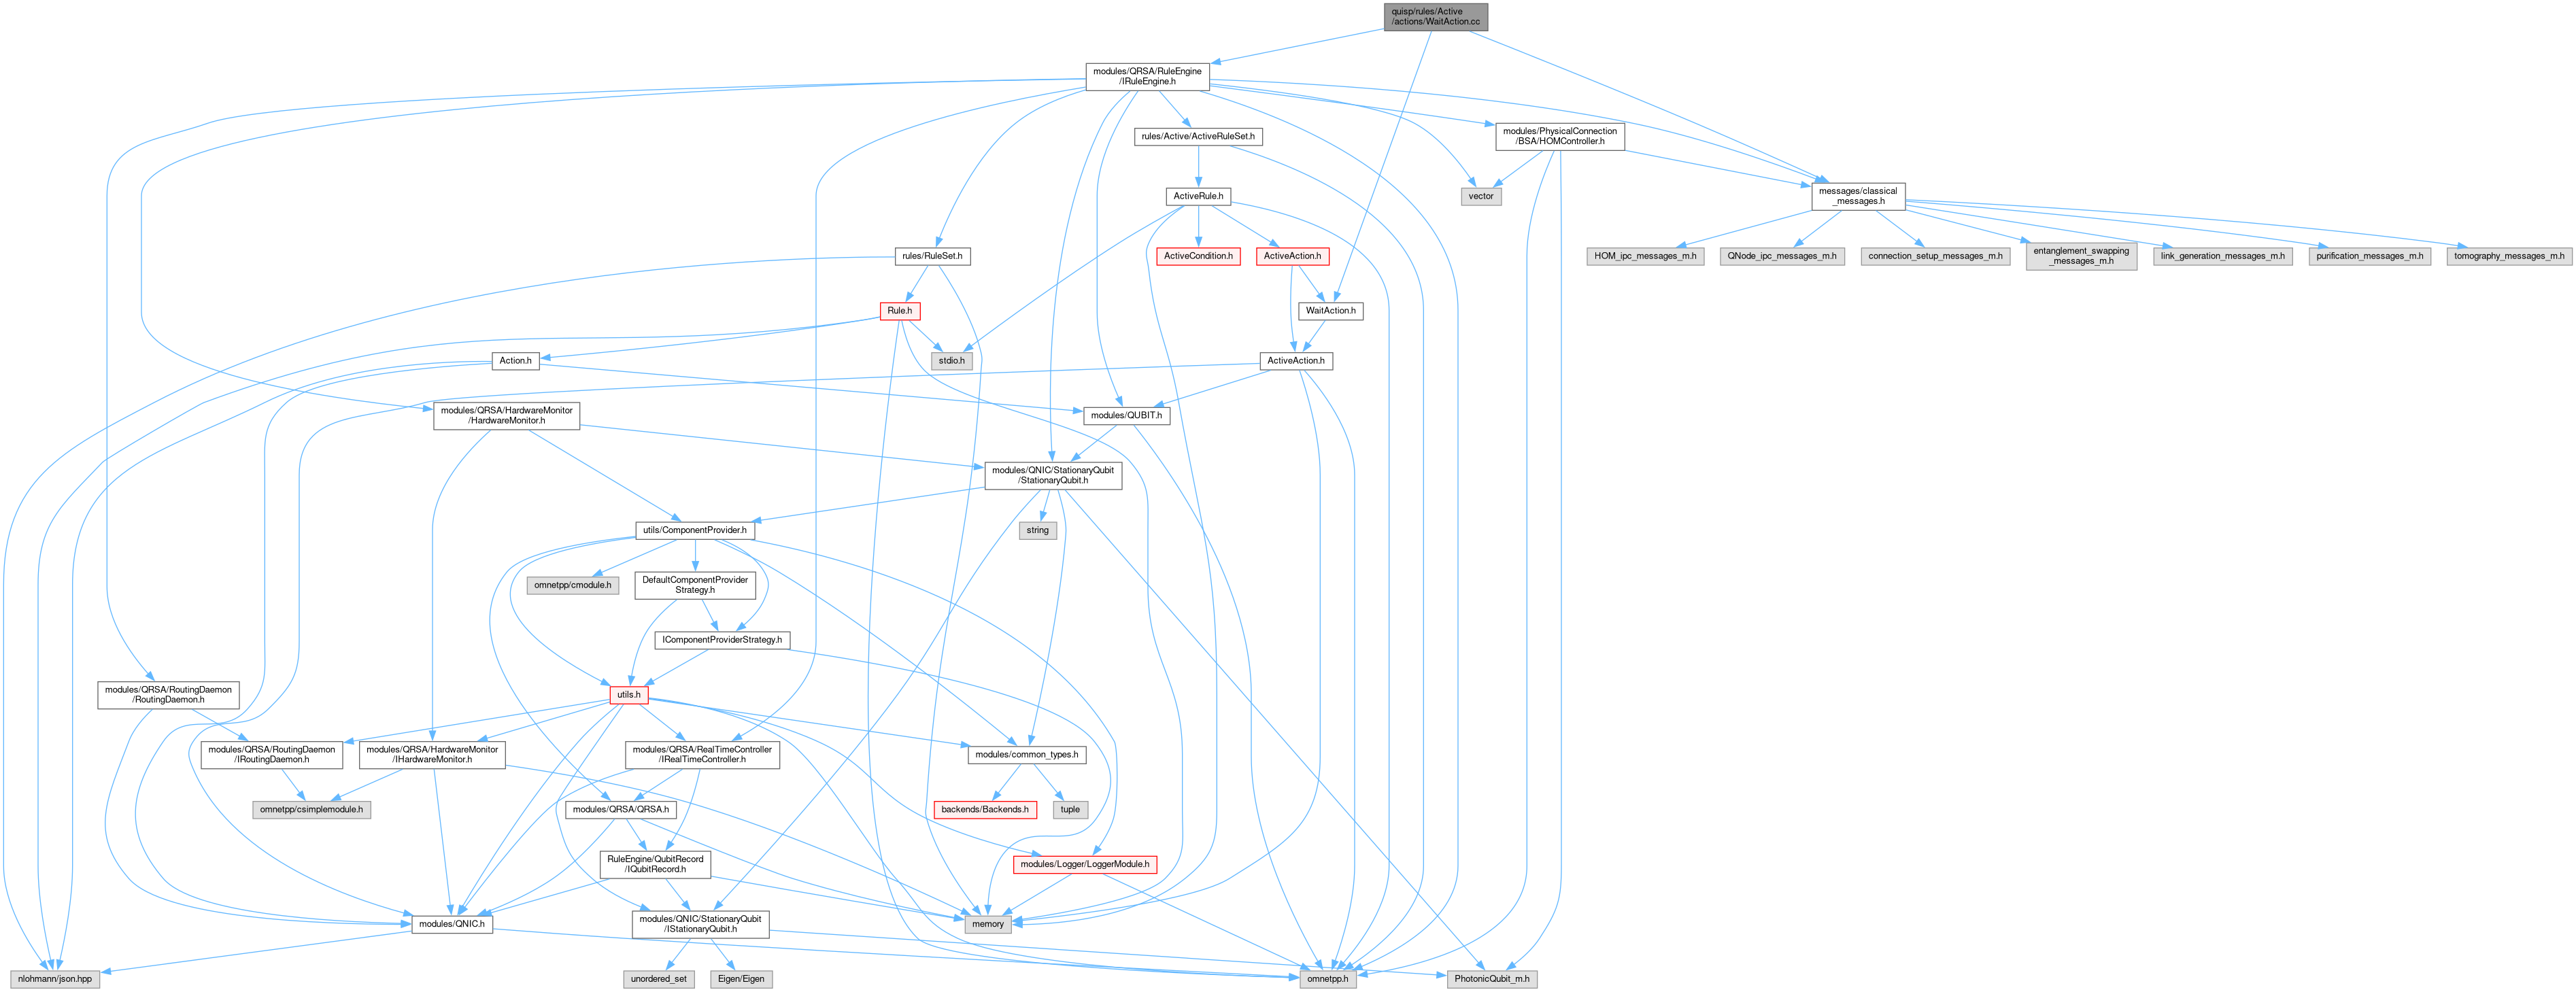 quisp/rules/Active
/actions/WaitAction.cc
modules/QRSA/RuleEngine
/IRuleEngine.h
rules/Active/ActiveRuleSet.h
modules/PhysicalConnection
/BSA/HOMController.h
ActiveRule.h
vector
messages/classical
_messages.h
rules/RuleSet.h
ActiveCondition.h
ActiveAction.h
HOM_ipc_messages_m.h
QNode_ipc_messages_m.h
connection_setup_messages_m.h
entanglement_swapping
_messages_m.h
link_generation_messages_m.h
purification_messages_m.h
tomography_messages_m.h
Rule.h
WaitAction.h
Action.h
stdio.h
ActiveAction.h
modules/QRSA/HardwareMonitor
/HardwareMonitor.h
modules/QUBIT.h
modules/QNIC/StationaryQubit
/StationaryQubit.h
utils/ComponentProvider.h
string
omnetpp/cmodule.h
DefaultComponentProvider
Strategy.h
IComponentProviderStrategy.h
modules/QRSA/RoutingDaemon
/RoutingDaemon.h
utils.h
modules/QRSA/RoutingDaemon
/IRoutingDaemon.h
modules/QRSA/HardwareMonitor
/IHardwareMonitor.h
modules/QRSA/RealTimeController
/IRealTimeController.h
modules/common_types.h
omnetpp/csimplemodule.h
modules/QRSA/QRSA.h
backends/Backends.h
tuple
RuleEngine/QubitRecord
/IQubitRecord.h
modules/Logger/LoggerModule.h
modules/QNIC.h
modules/QNIC/StationaryQubit
/IStationaryQubit.h
memory
nlohmann/json.hpp
unordered_set
Eigen/Eigen
omnetpp.h
PhotonicQubit_m.h